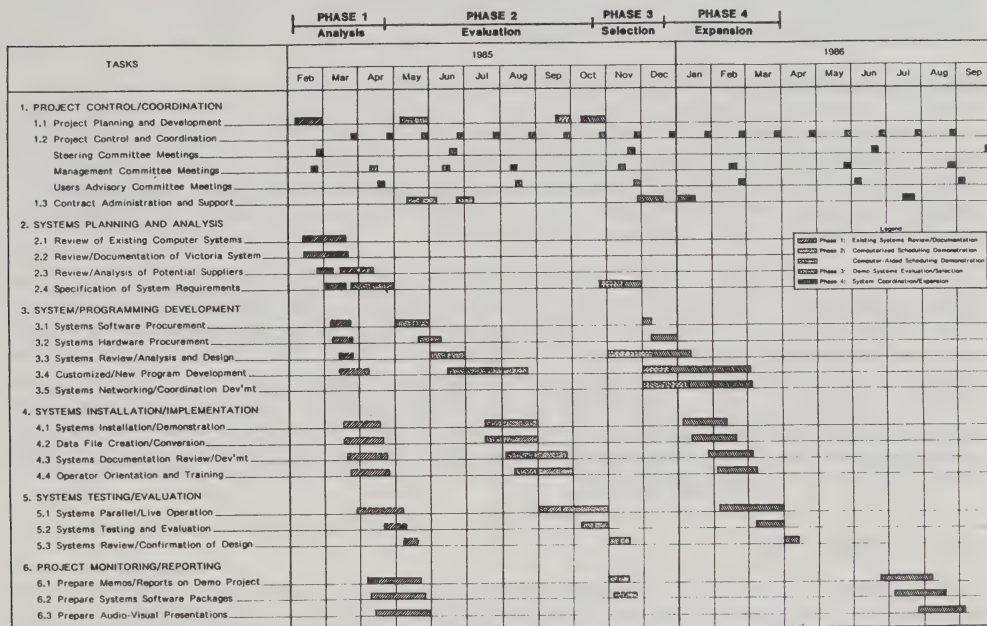 PHASE 1 PHASE 2 PHASE 3 PHASE 4
Analysis Evaluation Selection Expansion
TASKS
1985 1986
Feb Mar Apr May Jun Jul Aug Sep Oct Nov Dec Jan Feb Mar Apr May Jun Jul Aug Sep
1. PROJECT CONTROL/COORDINATION
1.1 Project Planning and Development
1.2 Project Control and Coordination
Steering Committee Meetings
Management Committee Meetings
Users Advisory Committee Meetings
1.3 Contract Administration and Support
2. SYSTEMS PLANNING AND ANALYSIS
2.1 Review of Existing Computer Systems
2.2 Review/Documentation of Victoria System
2.3 Review/Analysis of Potential Suppliers
2.4 Specification of System Requirements
Legend
Phase 1: Existing Systems Review/Documentation
Phase 2: Computerized Scheduling Demonstration
Computer-Aided Scheduling Demonstration
Phase 3: Demo Systems Evaluation/Selection
Phase 4: System Coordination/Expansion
3. SYSTEM/PROGRAMMING DEVELOPMENT
3.1 Systems Software Procurement
3.2 Systems Hardware Procurement
3.3 Systems Review/Analysis and Design
3.4 Customized/New Program Development
3.5 Systems Networking/Coordination Dev'mt
4. SYSTEMS INSTALLATION/IMPLEMENTATION
4.1 Systems Installation/Demonstration
4.2 Data File Creation/Conversion
4.3 Systems Documentation Review/Dev'mt
4.4 Operator Orientation and Training
5. SYSTEMS TESTING/EVALUATION
5.1 Systems Parallel/Live Operation
5.2 Systems Testing and Evaluation
5.3 Systems Review/Confirmation of Design
6. PROJECT MONITORING/REPORTING
6.1 Prepare Memos/Reports on Demo Project
6.2 Prepare Systems Software Packages
6.3 Prepare Audio-Visual Presentations